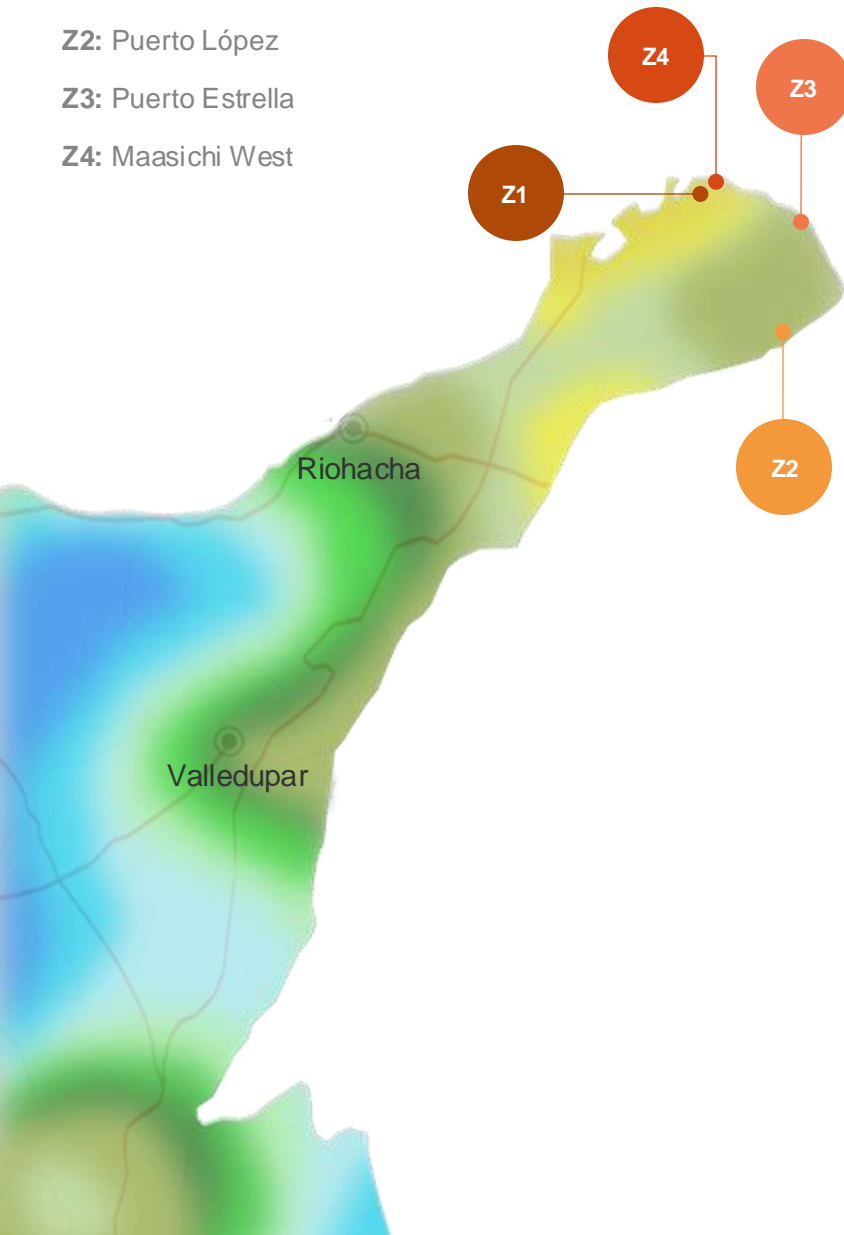 Z2: Puerto López
Z3: Puerto Estrella
Z4: Maasichi West
Z4
Z3
Z1
Z2
Riohacha
Valledupar